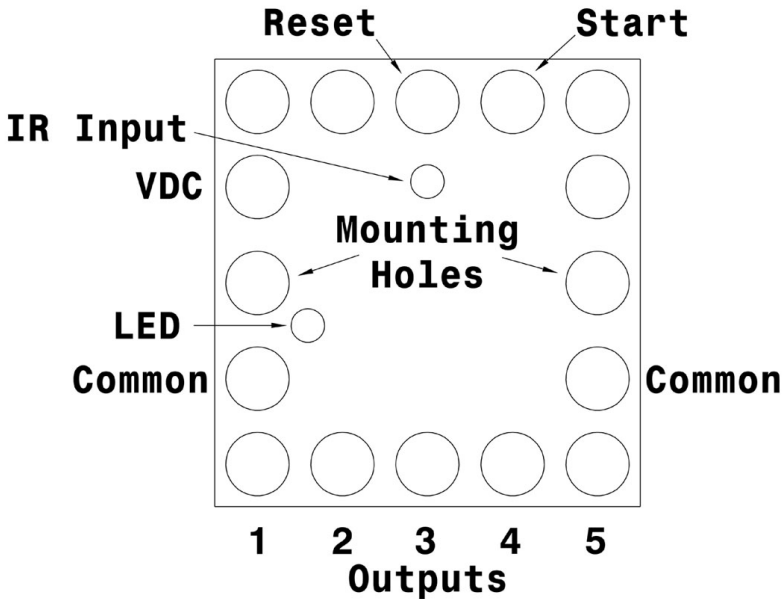 Reset
Start
IR Input
VDC
Mounting
Holes
LED
Common
Common
1 2 3 4 5
Outputs